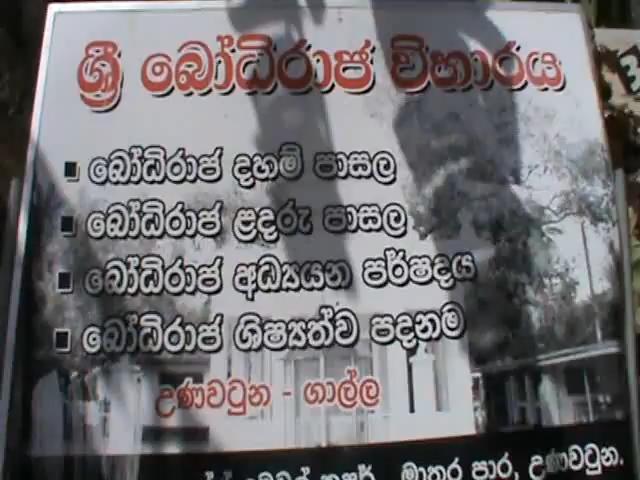 ශ්‍රී බෝධිරාජ විහාරය
බෝධිරාජ දහම් පාසල
බෝධිරාජ ළදරු පාසල
බෝධිරාජ අධ්‍යයන පර්ෂදය
බෝධිරාජ ශිෂ්‍යත්ව පදනම
උණවටුන - ගාල්ල
මාතර පාර, උණවටුන.